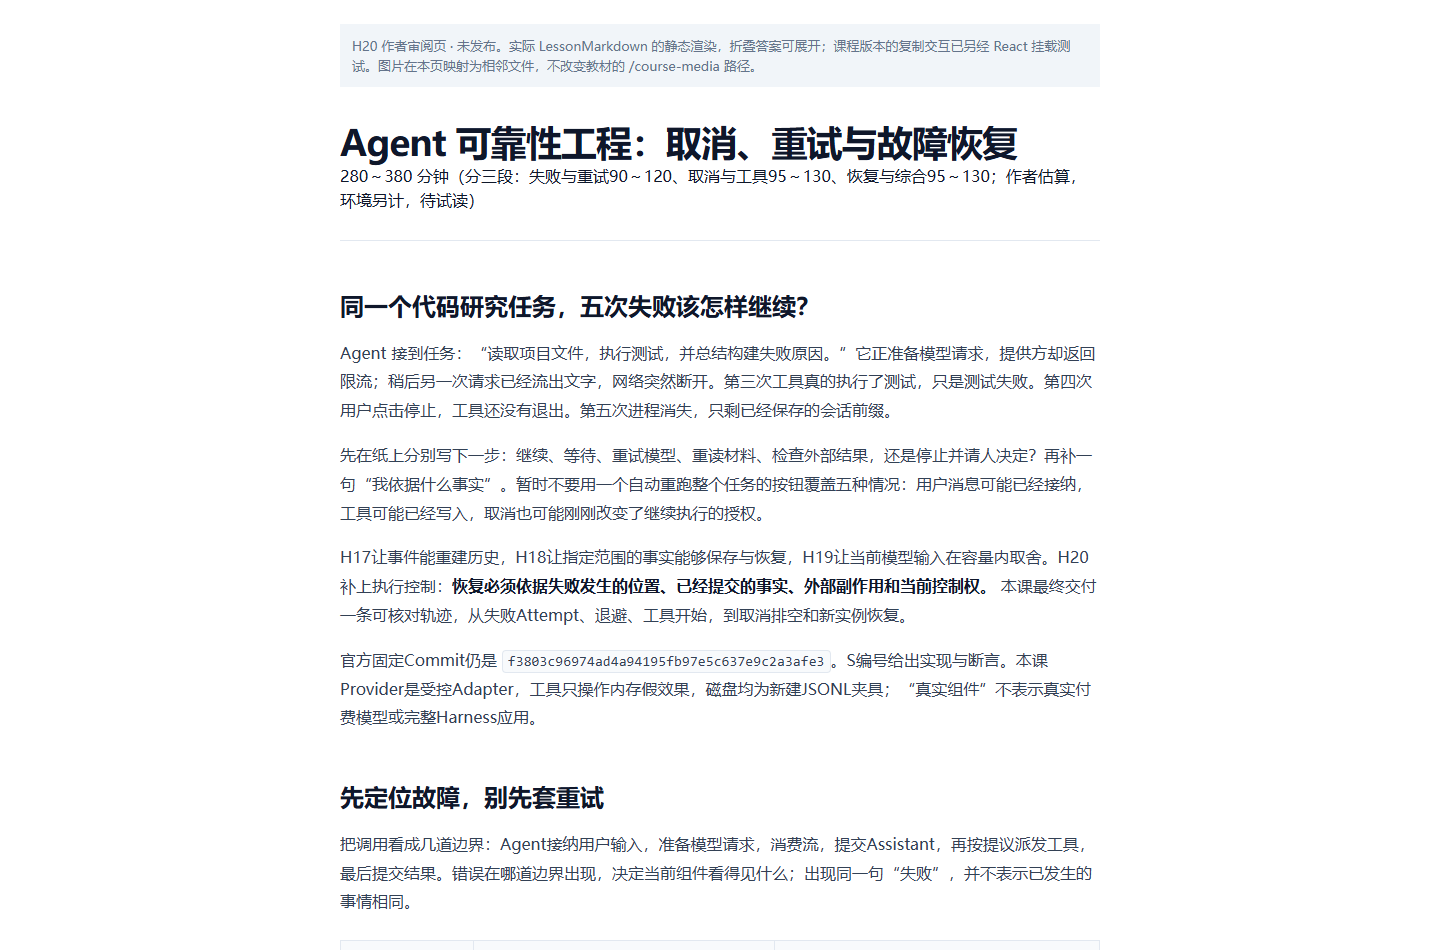 H20 作者审阅页 · 未发布。实际 LessonMarkdown 的静态渲染，折叠答案可展开；课程版本的复制交互已另经 React 挂载测
试。图片在本页映射为相邻文件，不改变教材的 /course-media 路径。
Agent 可靠性工程：取消、重试与故障恢复
280～380 分钟（分三段：失败与重试90～120、取消与工具95～130、恢复与综合95～130；作者估算，
环境另计，待试读）
同一个代码研究任务，五次失败该怎样继续？
Agent 接到任务：“读取项目文件，执行测试，并总结构建失败原因。”它正准备模型请求，提供方却返回
限流；稍后另一次请求已经流出文字，网络突然断开。第三次工具真的执行了测试，只是测试失败。第四次
用户点击停止，工具还没有退出。第五次进程消失，只剩已经保存的会话前缀。
先在纸上分别写下一步：继续、等待、重试模型、重读材料、检查外部结果，还是停止并请人决定？再补一
句“我依据什么事实”。暂时不要用一个自动重跑整个任务的按钮覆盖五种情况：用户消息可能已经接纳，
工具可能已经写入，取消也可能刚刚改变了继续执行的授权。
H17让事件能重建历史，H18让指定范围的事实能够保存与恢复，H19让当前模型输入在容量内取舍。H20
补上执行控制：恢复必须依据失败发生的位置、已经提交的事实、外部副作用和当前控制权。 本课最终交付
一条可核对轨迹，从失败Attempt、退避、工具开始，到取消排空和新实例恢复。
官方固定Commit仍是 f3803c96974ad4a94195fb97e5c637e9c2a3afe3 。S编号给出实现与断言。本课
Provider是受控Adapter，工具只操作内存假效果，磁盘均为新建JSONL夹具；“真实组件”不表示真实付
费模型或完整Harness应用。
先定位故障，别先套重试
把调用看成几道边界：Agent接纳用户输入，准备模型请求，消费流，提交Assistant，再按提议派发工具，
最后提交结果。错误在哪道边界出现，决定当前组件看得见什么；出现同一句“失败”，并不表示已发生的
事情相同。